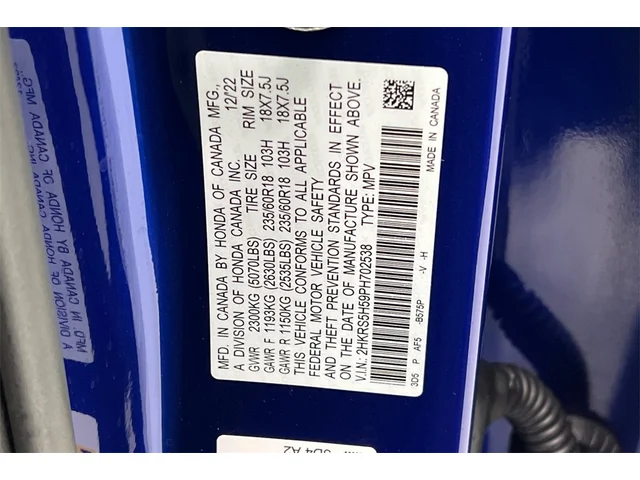 MFD. IN CANADA BY HONDA OF CANADA MFG.,
A DIVISION OF HONDA CANADA INC. 12/22
GVWR 2300KG (5070LBS) TIRE SIZE RIM SIZE
GAWR F 1193KG (2630LBS) 235/60R18 103H 18X7.5J
GAWR R 1150KG (2535LBS) 235/60R18 103H 18X7.5J
THIS VEHICLE CONFORMS TO ALL APPLICABLE
FEDERAL MOTOR VEHICLE SAFETY
AND THEFT PREVENTION STANDARDS IN EFFECT
ON THE DATE OF MANUFACTURE SHOWN ABOVE.
V.I.N.: 2HKRS5H59PH702538 TYPE: MPV
3D5 P AF5 -B575P -V -H
MADE IN CANADA